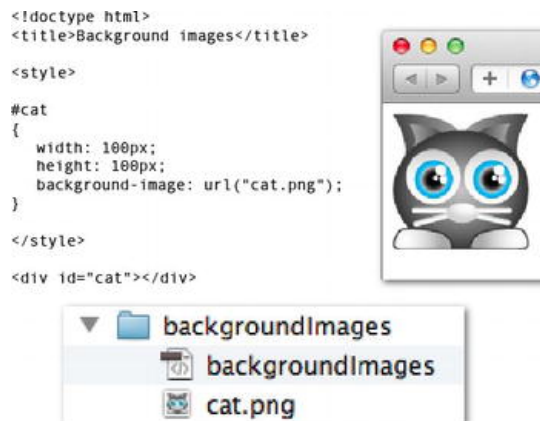 <!doctype html>
<title>Background images</title>
<style>
#cat
{
width: 100px;
height: 100px;
background-image: url("cat.png");
}
</style>
<div id="cat"></div>
backgroundImages
backgroundImages
cat.png